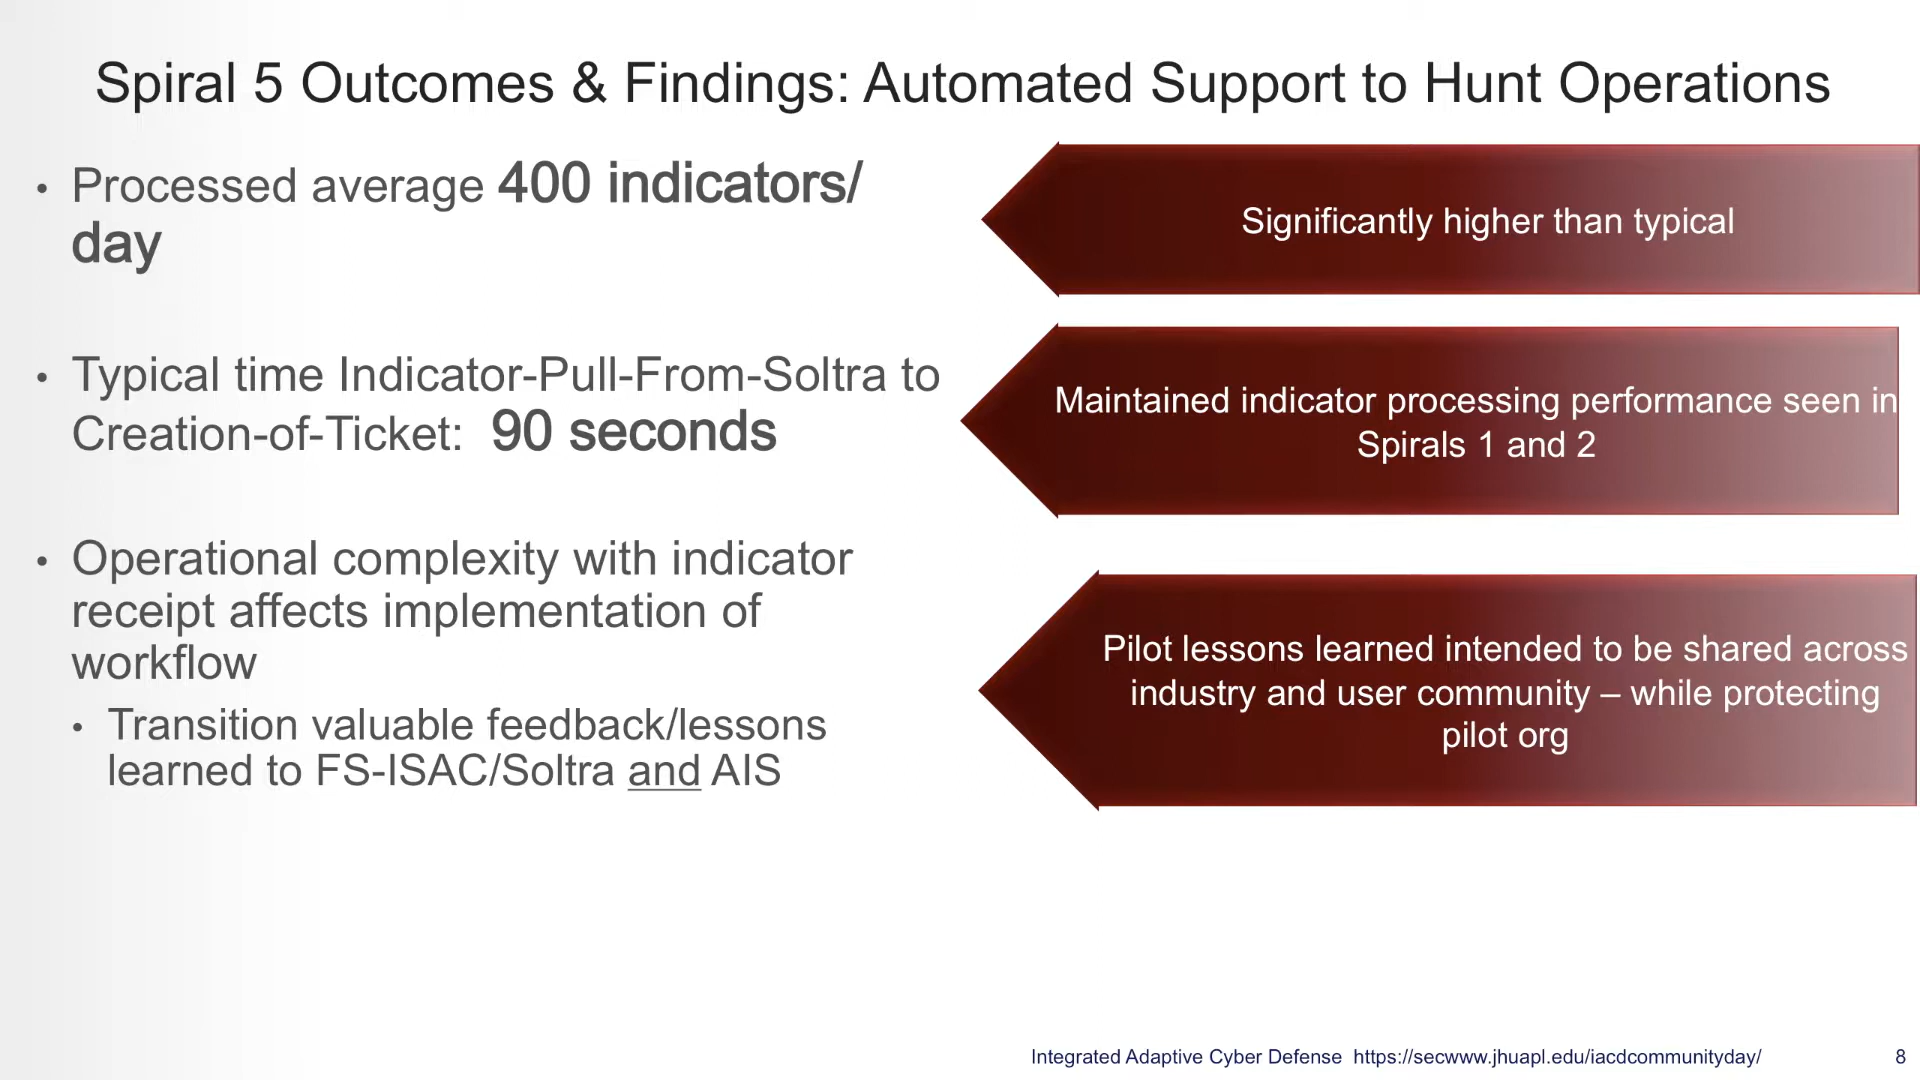 Spiral 5 Outcomes & Findings: Automated Support to Hunt Operations
• Processed average 400 indicators/
day
Significantly higher than typical
• Typical time Indicator-Pull-From-Soltra to
Creation-of-Ticket: 90 seconds
Maintained indicator processing performance seen in
Spirals 1 and 2
• Operational complexity with indicator
receipt affects implementation of
workflow
• Transition valuable feedback/lessons
learned to FS-ISAC/Soltra and AIS
Pilot lessons learned intended to be shared across
industry and user community – while protecting
pilot org
Integrated Adaptive Cyber Defense https://secwww.jhuapl.edu/iacdcommunityday/ 8